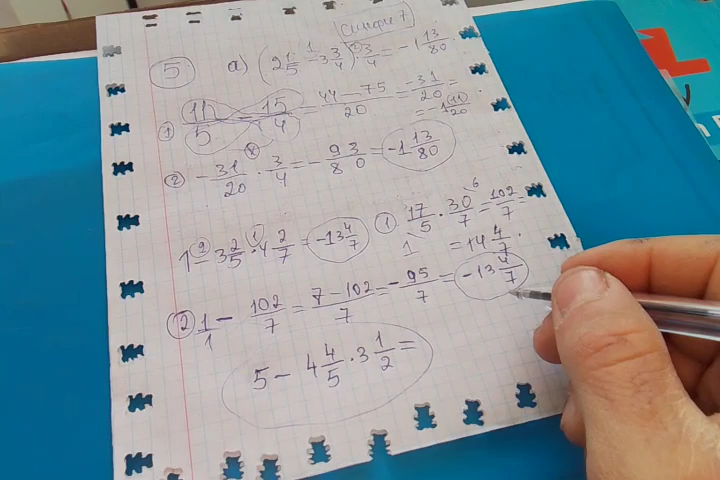 Синфи 7
5 а) (2 1/5 - 3 3/4) · 3/4 = -1 13/80
① 11/5 - 15/4 = 44 - 75/20 = -31/20 = -1 11/20
② -31/20 · 3/4 = -93/80 = -1 13/80
1 - 3 2/5 · 4 2/7 = -13 4/7
① 17/5 · 30/7 = 102/7 = 14 4/7
② 1/1 - 102/7 = 7 - 102/7 = -95/7 = -13 4/7
5 - 4 4/5 · 3 1/2 =